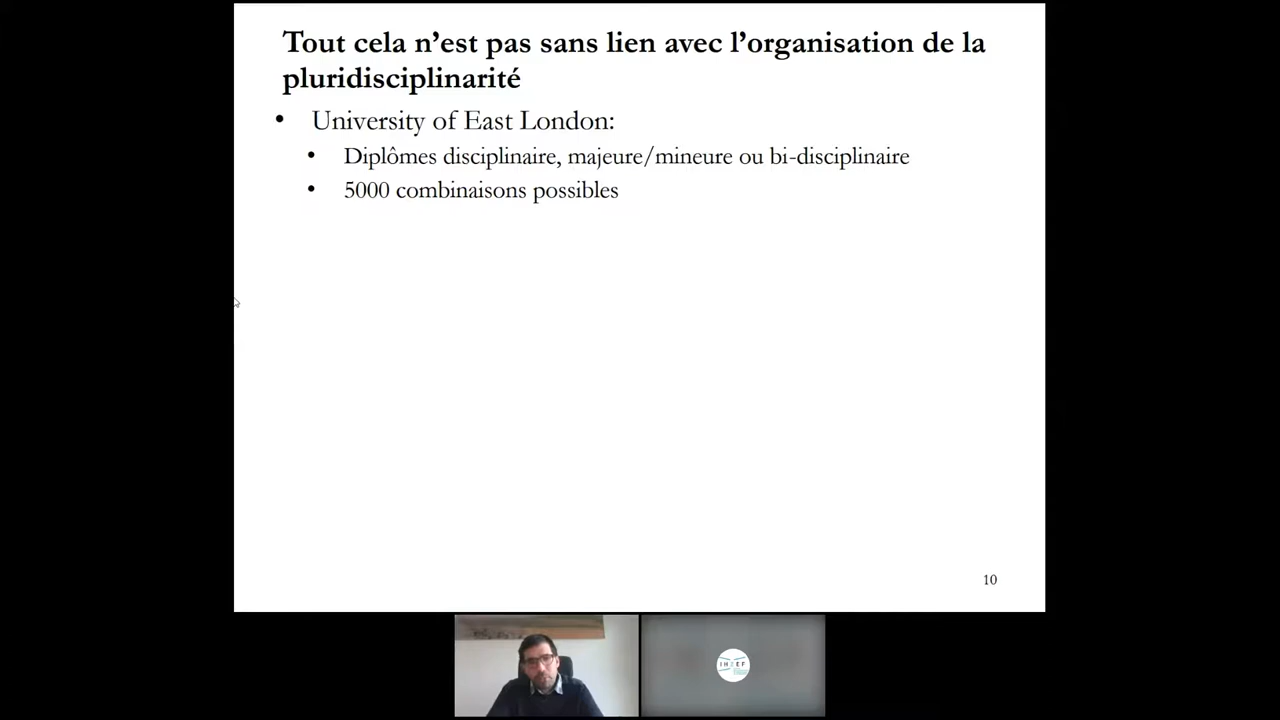 Tout cela n’est pas sans lien avec l’organisation de la
pluridisciplinarité
• University of East London:
• Diplômes disciplinaire, majeure/mineure ou bi-disciplinaire
• 5000 combinaisons possibles
10
IH2EF